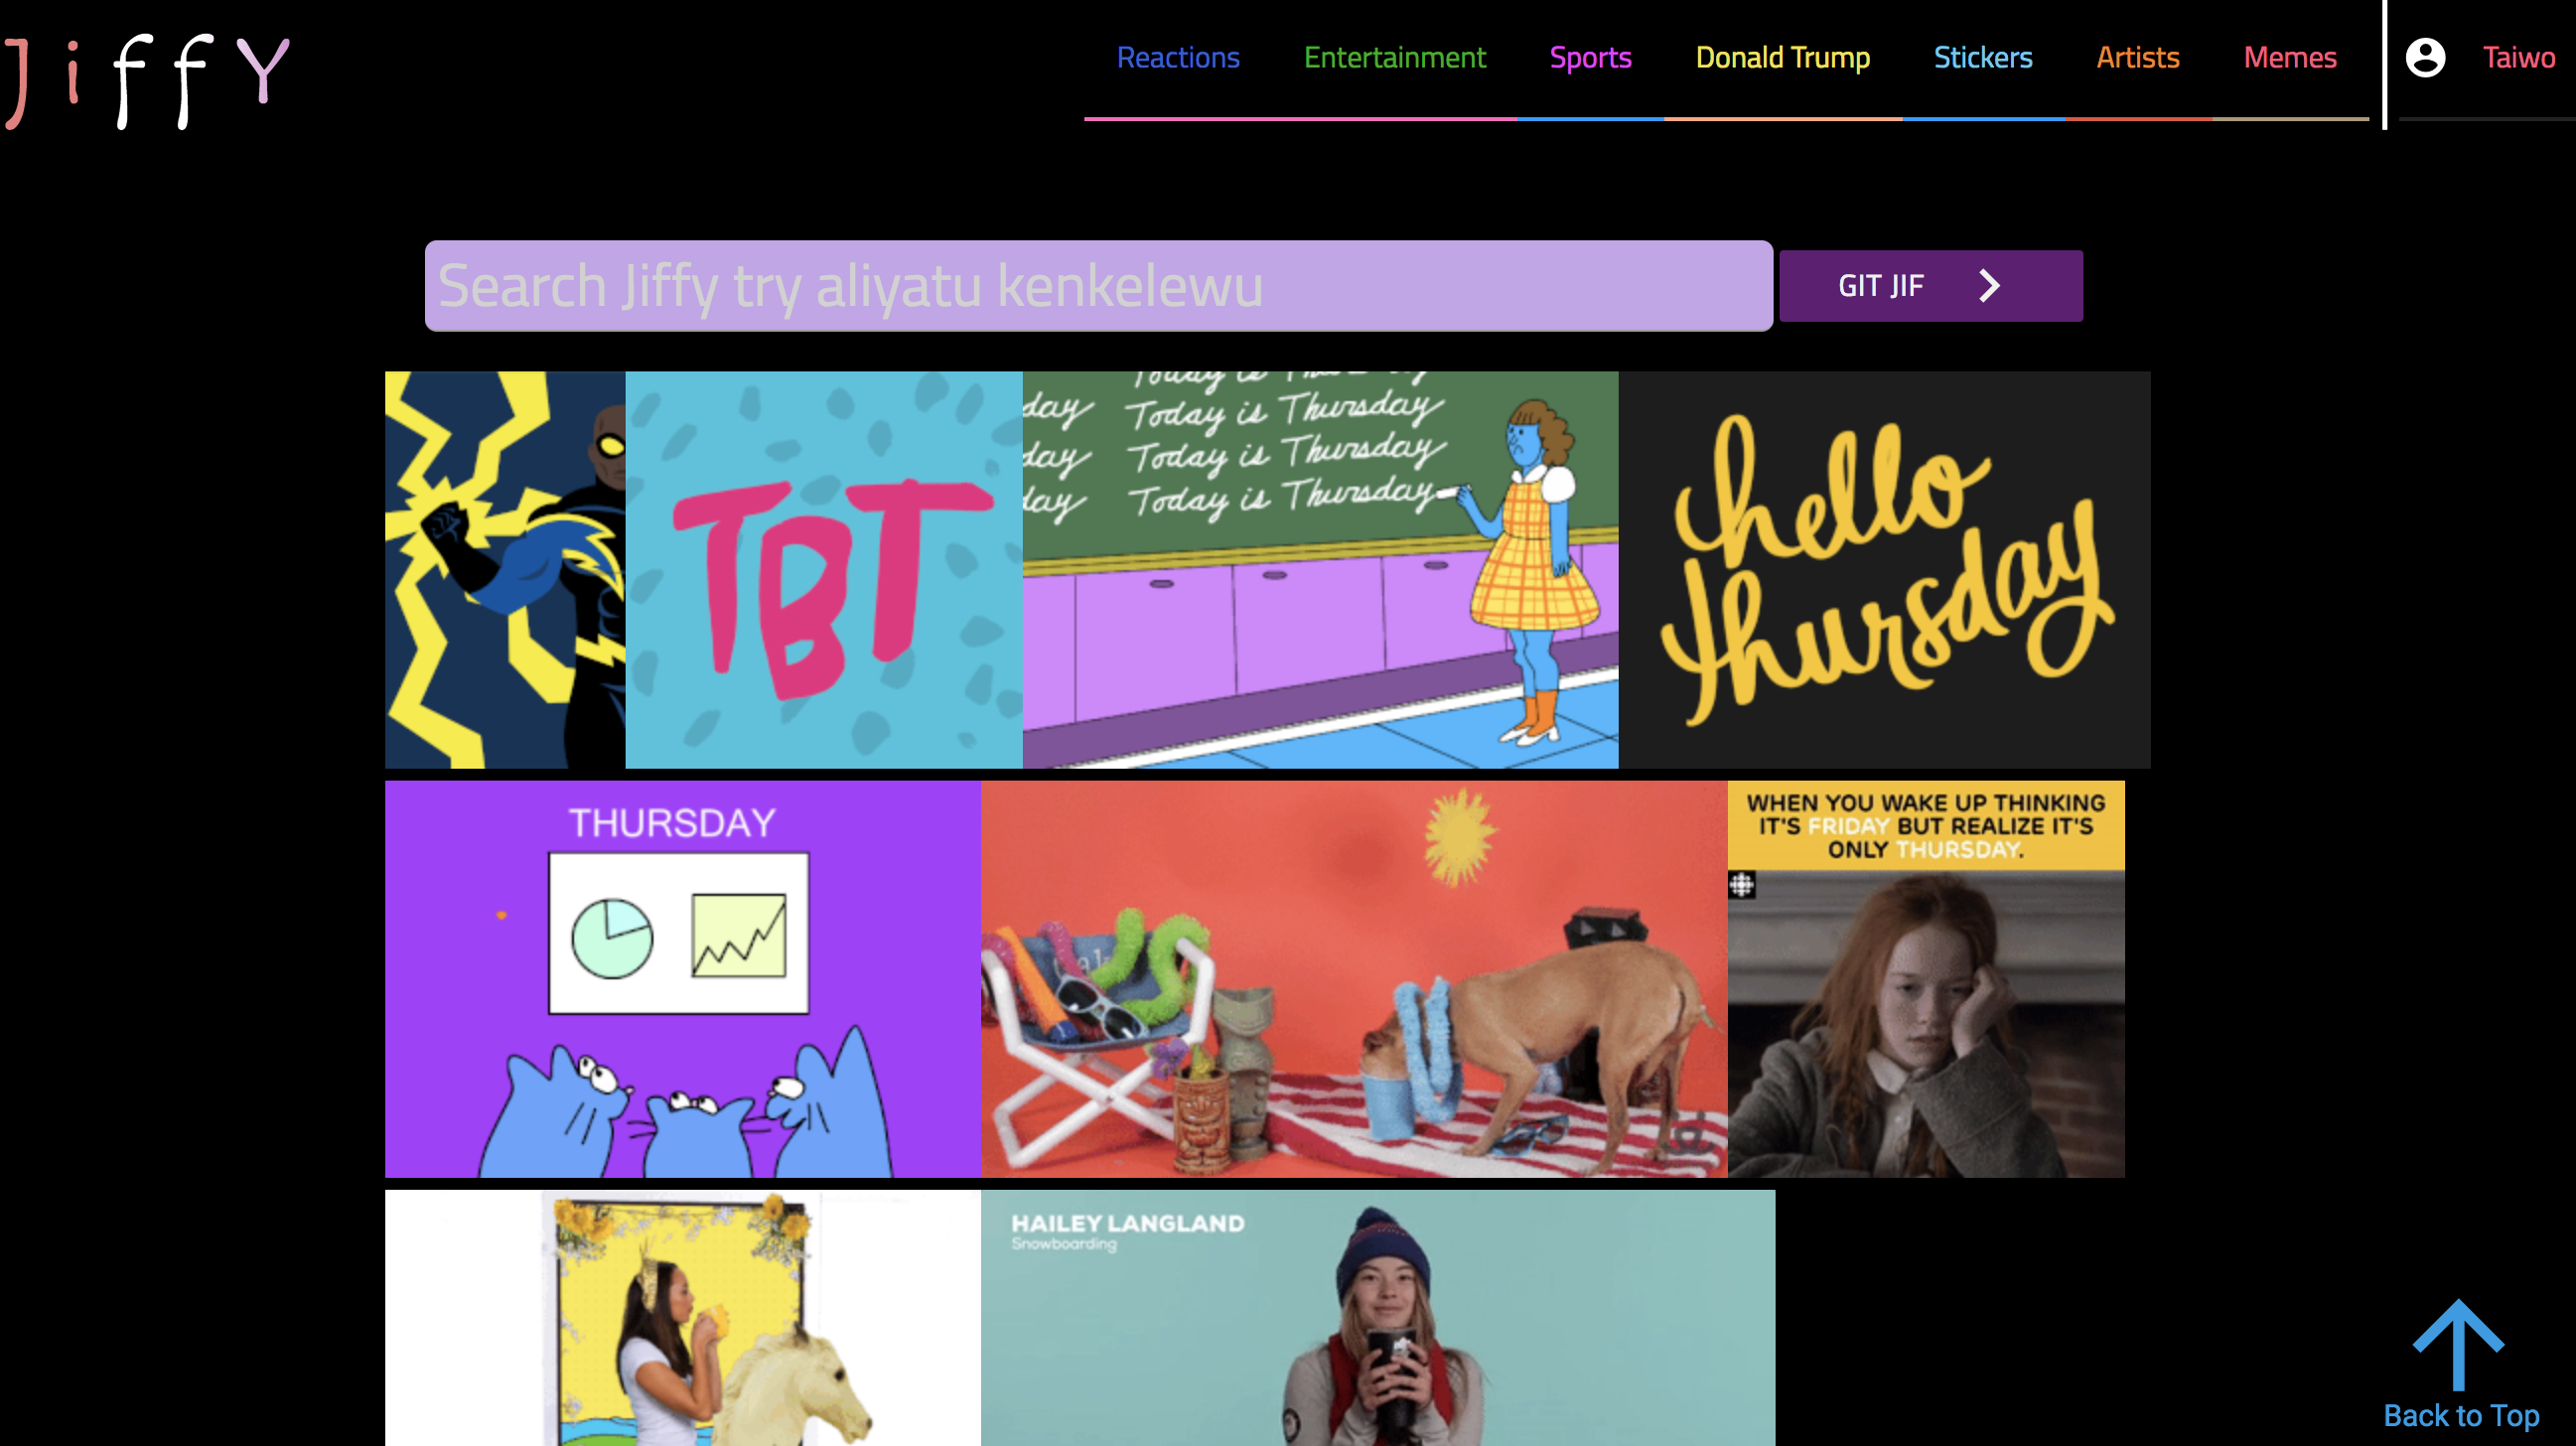 JiffY
Reactions
Entertainment
Sports
Donald Trump
Stickers
Artists
Memes
Taiwo
Search Jiffy try aliyatu kenkelewu
GIT JIF
TBT
Today is
day Today is Thursday
day Today is Thursday
day Today is Thursday
hello
thursday
THURSDAY
WHEN YOU WAKE UP THINKING
IT'S FRIDAY BUT REALIZE IT'S
ONLY THURSDAY.
HAILEY LANGLAND
Snowboarding
Back to Top